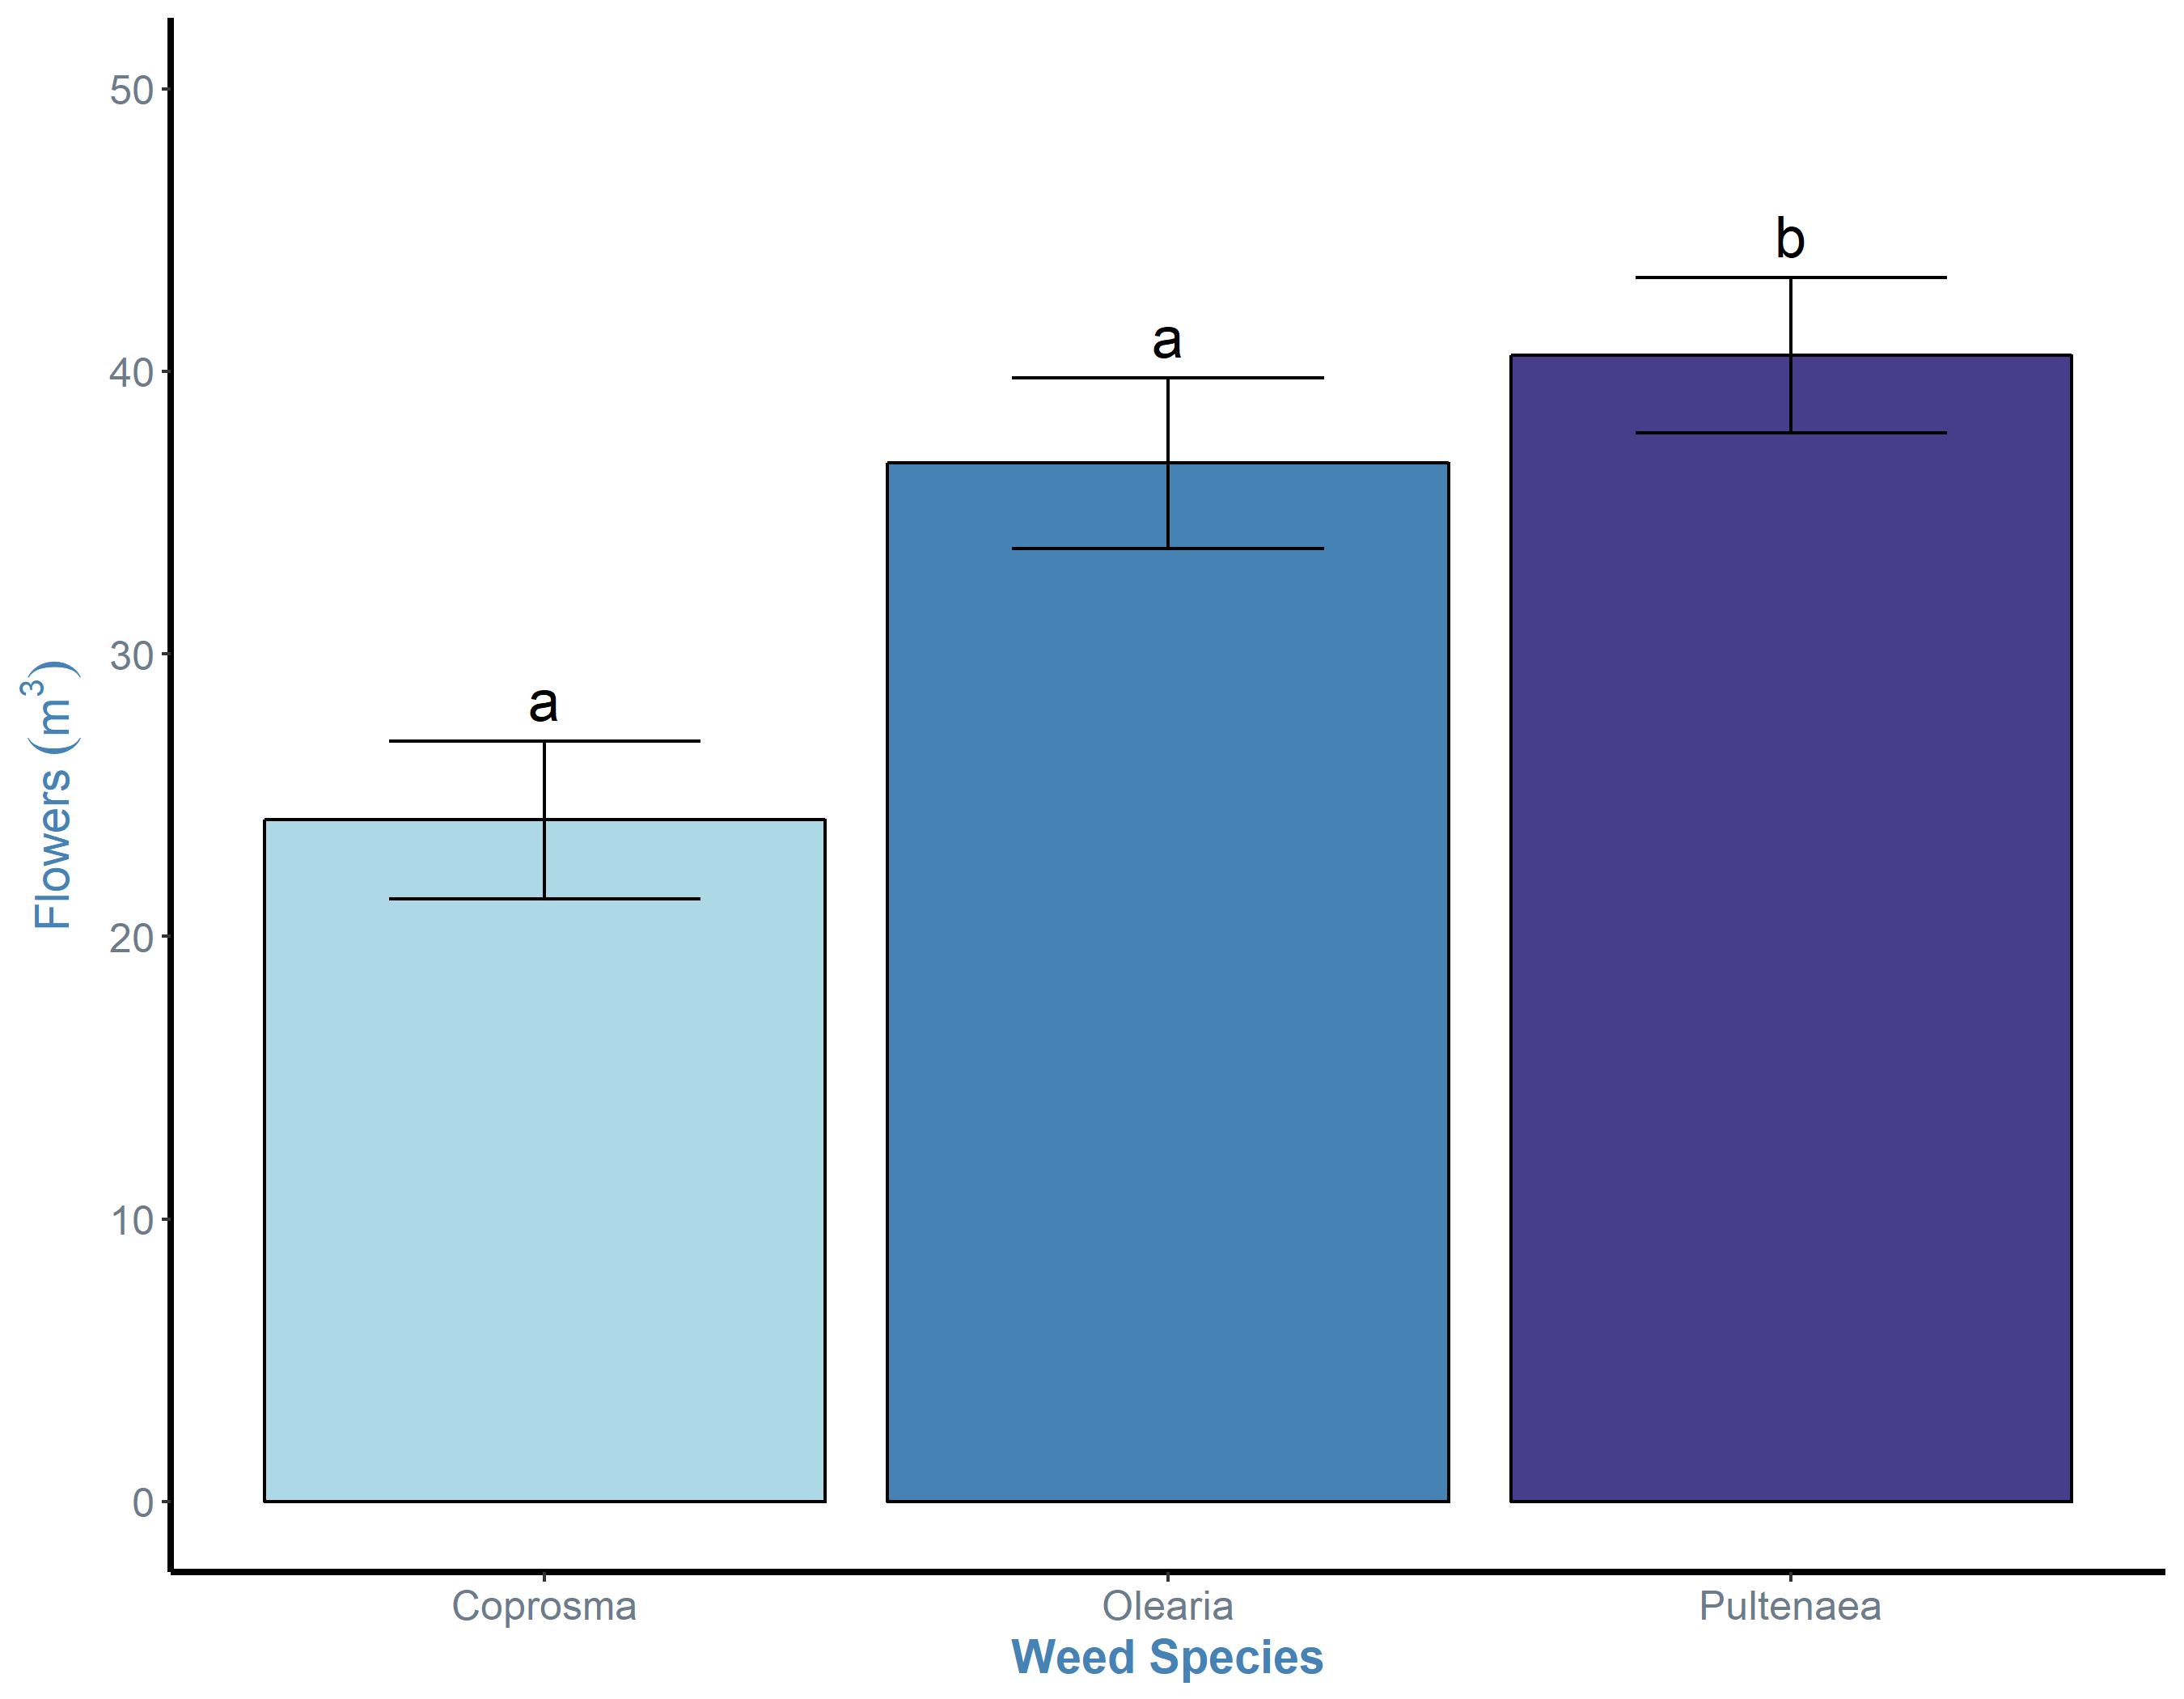 50
40
30
20
10
0
Flowers (m³)
a
a
b
Coprosma
Olearia
Pultenaea
Weed Species